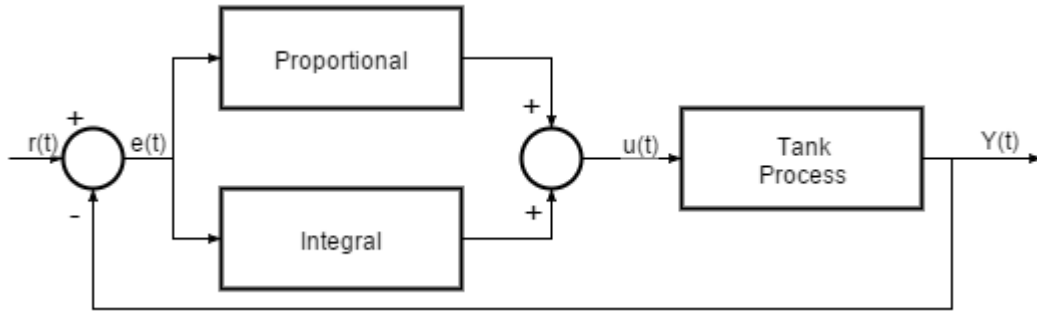 Proportional
+
+
r(t)
e(t)
u(t)
Tank
Process
Y(t)
-
+
Integral